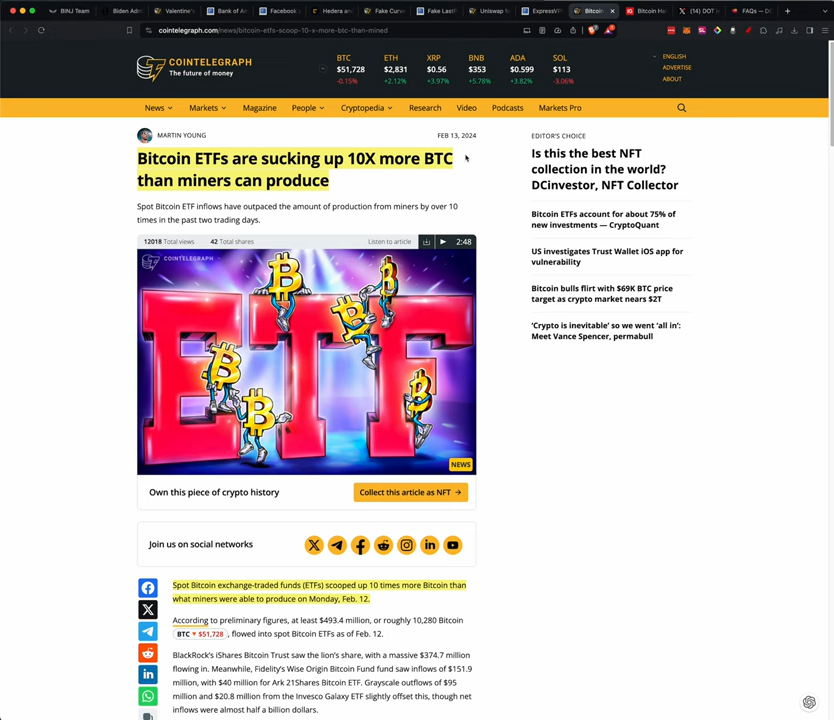 BINJ Team
Biden Adm
Valentine's
Bank of Am
Facebook a
Hedera and
Fake Curve
Fake LastP
Uniswap fo
ExpressVP
Bitcoin
Bitcoin Ha
(14) DOT is
FAQs — D
cointelegraph.com/news/bitcoin-etfs-scoop-10-x-more-btc-than-mined
COINTELEGRAPH
The future of money
BTC ETH XRP BNB ADA SOL
$51,728 $2,831 $0.56 $353 $0.599 $113
-0.15% +2.12% +3.97% +5.78% +3.82% -3.06%
ENGLISH
ADVERTISE
ABOUT
News Markets Magazine People Cryptopedia Research Video Podcasts Markets Pro
MARTIN YOUNG
FEB 13, 2024
Bitcoin ETFs are sucking up 10X more BTC
than miners can produce
Spot Bitcoin ETF inflows have outpaced the amount of production from miners by over 10
times in the past two trading days.
12018 Total views 42 Total shares Listen to article 2:48
COINTELEGRAPH
ETF
NEWS
Own this piece of crypto history
Collect this article as NFT →
Join us on social networks
Spot Bitcoin exchange-traded funds (ETFs) scooped up 10 times more Bitcoin than
what miners were able to produce on Monday, Feb. 12.
According to preliminary figures, at least $493.4 million, or roughly 10,280 Bitcoin
BTC ▼ $51,728 , flowed into spot Bitcoin ETFs as of Feb. 12.
BlackRock's iShares Bitcoin Trust saw the lion's share, with a massive $374.7 million
flowing in. Meanwhile, Fidelity's Wise Origin Bitcoin Fund fund saw inflows of $151.9
million, with $40 million for Ark 21Shares Bitcoin ETF. Grayscale outflows of $95
million and $20.8 million from the Invesco Galaxy ETF slightly offset this, though net
inflows were almost half a billion dollars.
EDITOR'S CHOICE
Is this the best NFT
collection in the world?
DCinvestor, NFT Collector
Bitcoin ETFs account for about 75% of
new investments — CryptoQuant
US investigates Trust Wallet iOS app for
vulnerability
Bitcoin bulls flirt with $69K BTC price
target as crypto market nears $2T
'Crypto is inevitable' so we went 'all in':
Meet Vance Spencer, permabull